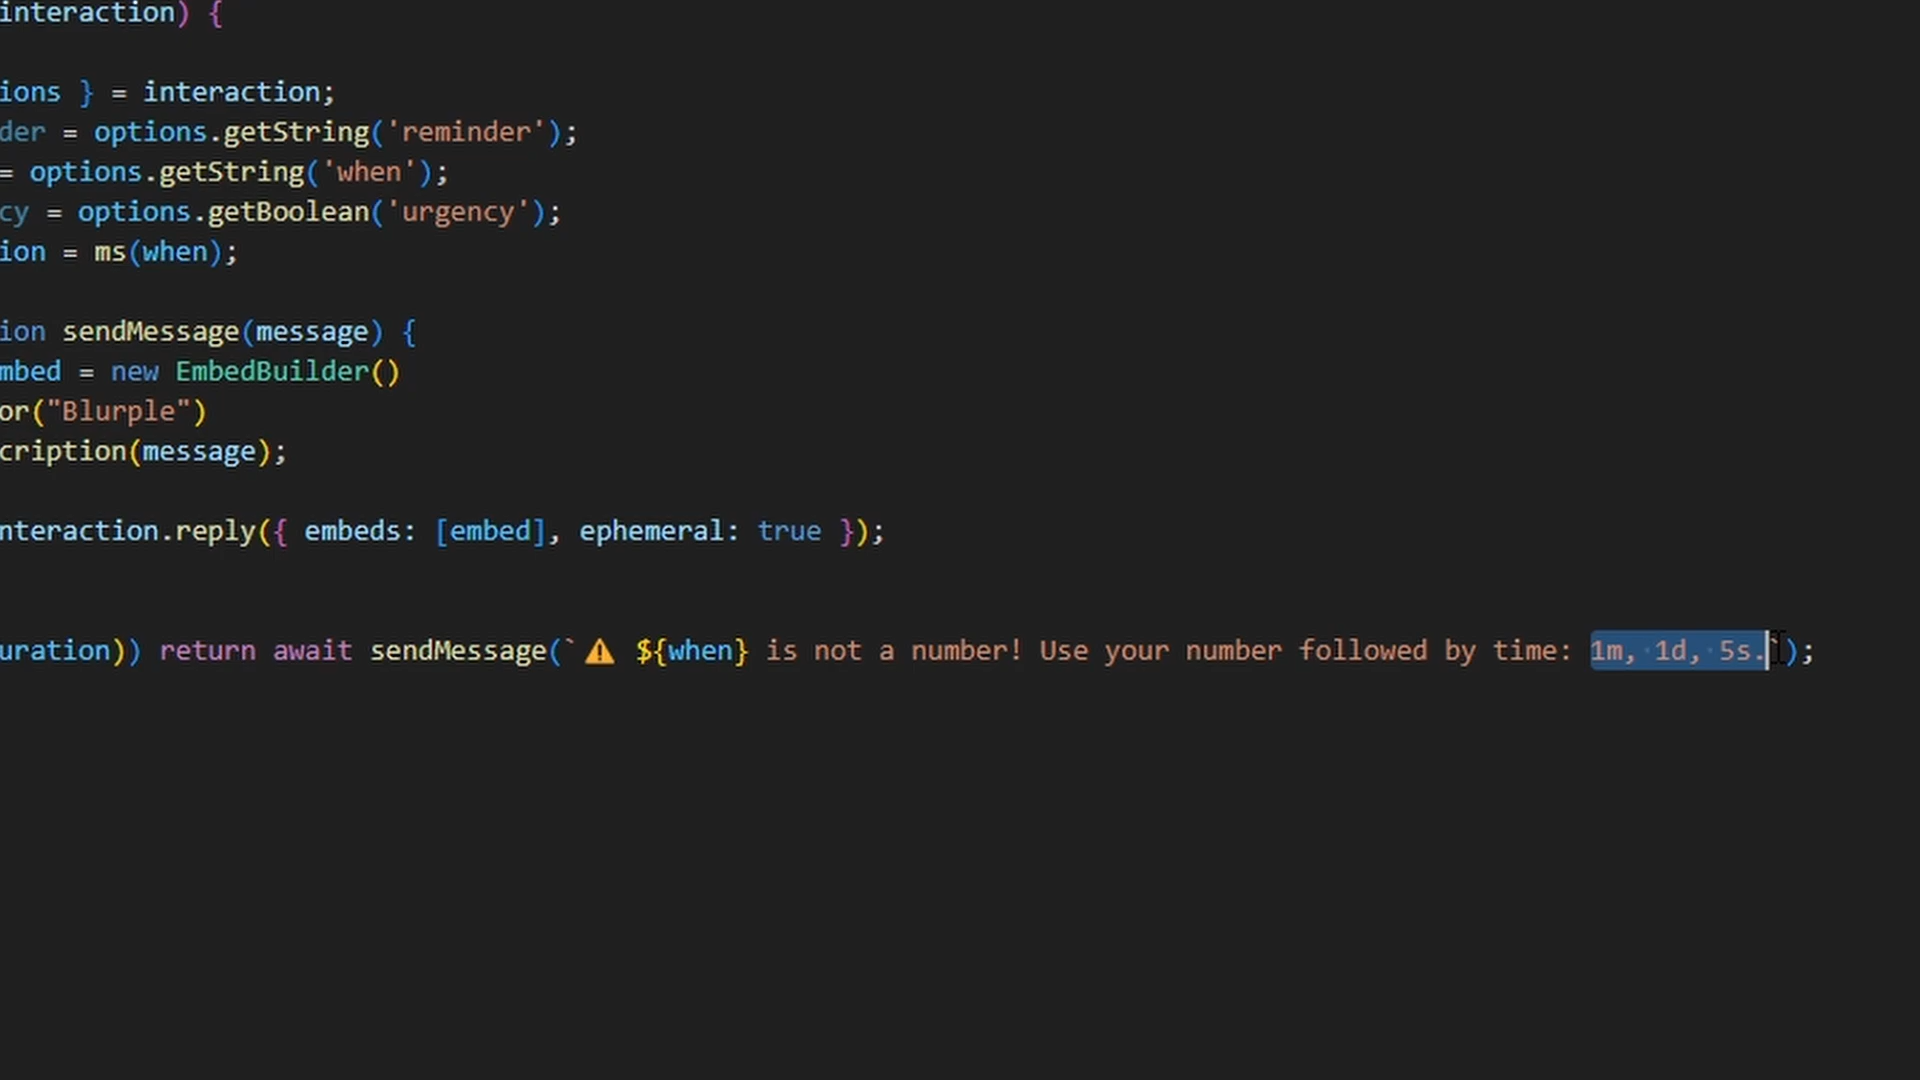 interaction) {
ions } = interaction;
der = options.getString('reminder');
= options.getString('when');
cy = options.getBoolean('urgency');
ion = ms(when);
ion sendMessage(message) {
mbed = new EmbedBuilder()
or("Blurple")
cription(message);
nteraction.reply({ embeds: [embed], ephemeral: true });
uration)) return await sendMessage(`⚠️ ${when} is not a number! Use your number followed by time: 1m, 1d, 5s.`);